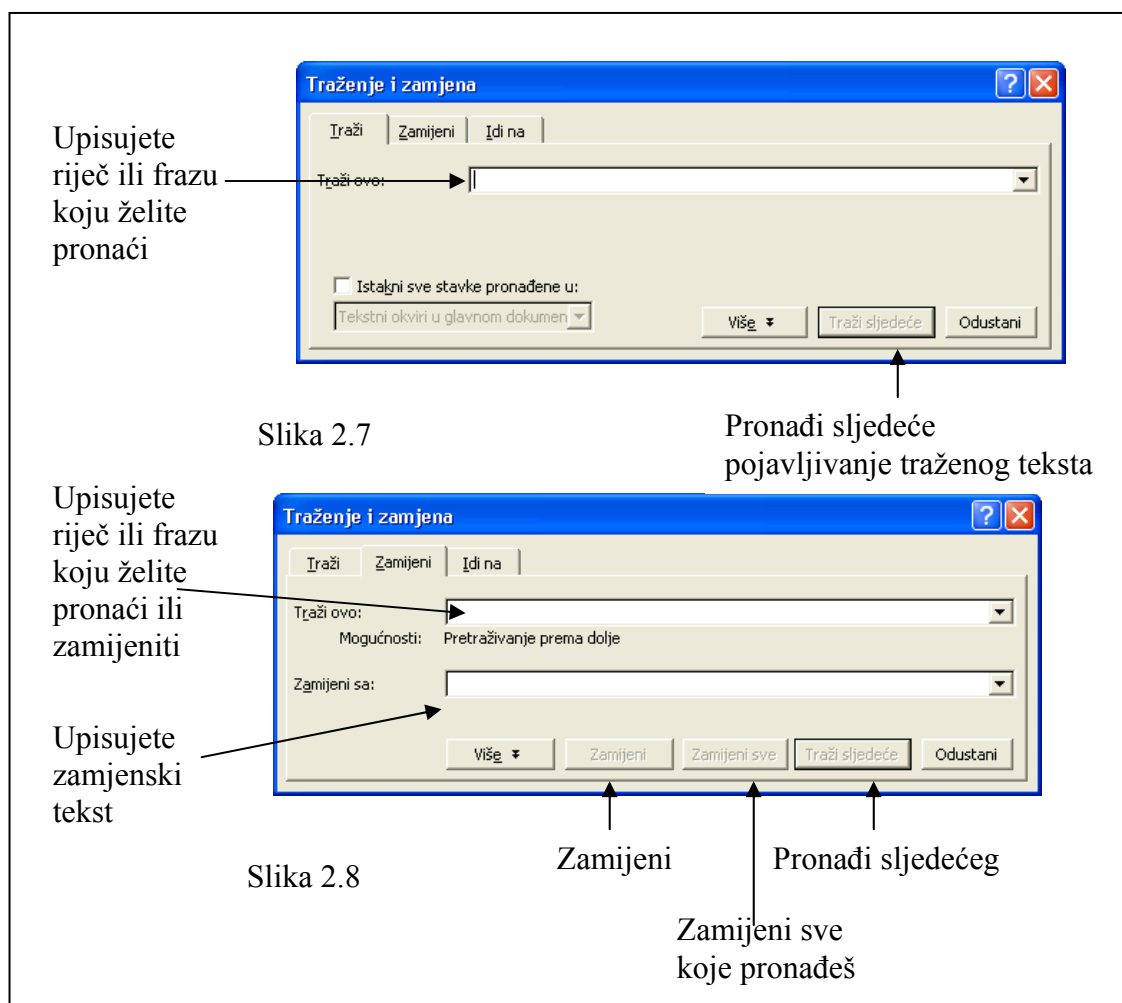 Traženje i zamjena
Traži Zamijeni Idi na
Upisujete
riječ ili frazu
koju želite
pronaći
Traži ovo:
Istakni sve stavke pronađene u:
Tekstni okviri u glavnom dokumen
Više Traži sljedeće Odustani
Slika 2.7
Pronađi sljedeće
pojavljivanje traženog teksta
Upisujete
riječ ili frazu
koju želite
pronaći ili
zamijeniti
Traženje i zamjena
Traži Zamijeni Idi na
Traži ovo:
Mogućnosti: Pretraživanje prema dolje
Zamijeni sa:
Upisujete
zamjenski
tekst
Više Zamijeni Zamijeni sve Traži sljedeće Odustani
Zamijeni Pronađi sljedećeg
Slika 2.8
Zamijeni sve
koje pronađeš